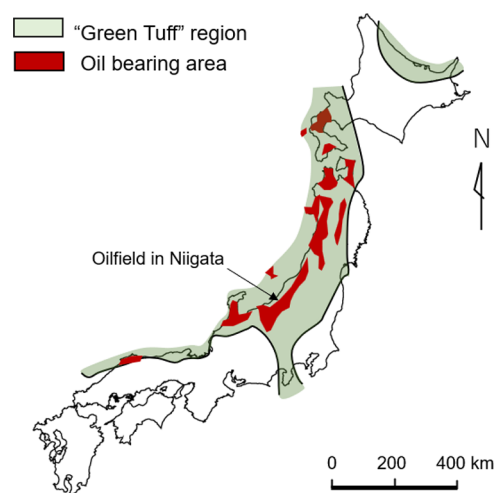 “Green Tuff” region
Oil bearing area
N
Oilfield in Niigata
0 200 400 km